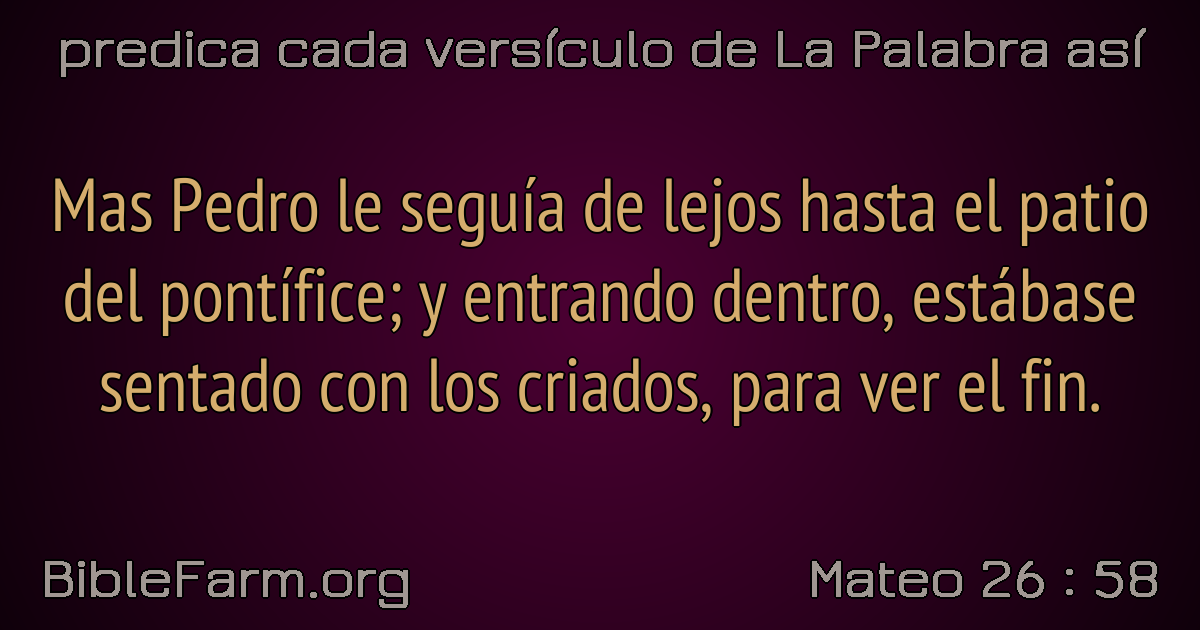 predica cada versículo de La Palabra así
Mas Pedro le seguía de lejos hasta el patio
del pontífice; y entrando dentro, estábase
sentado con los criados, para ver el fin.
BibleFarm.org
Mateo 26 : 58